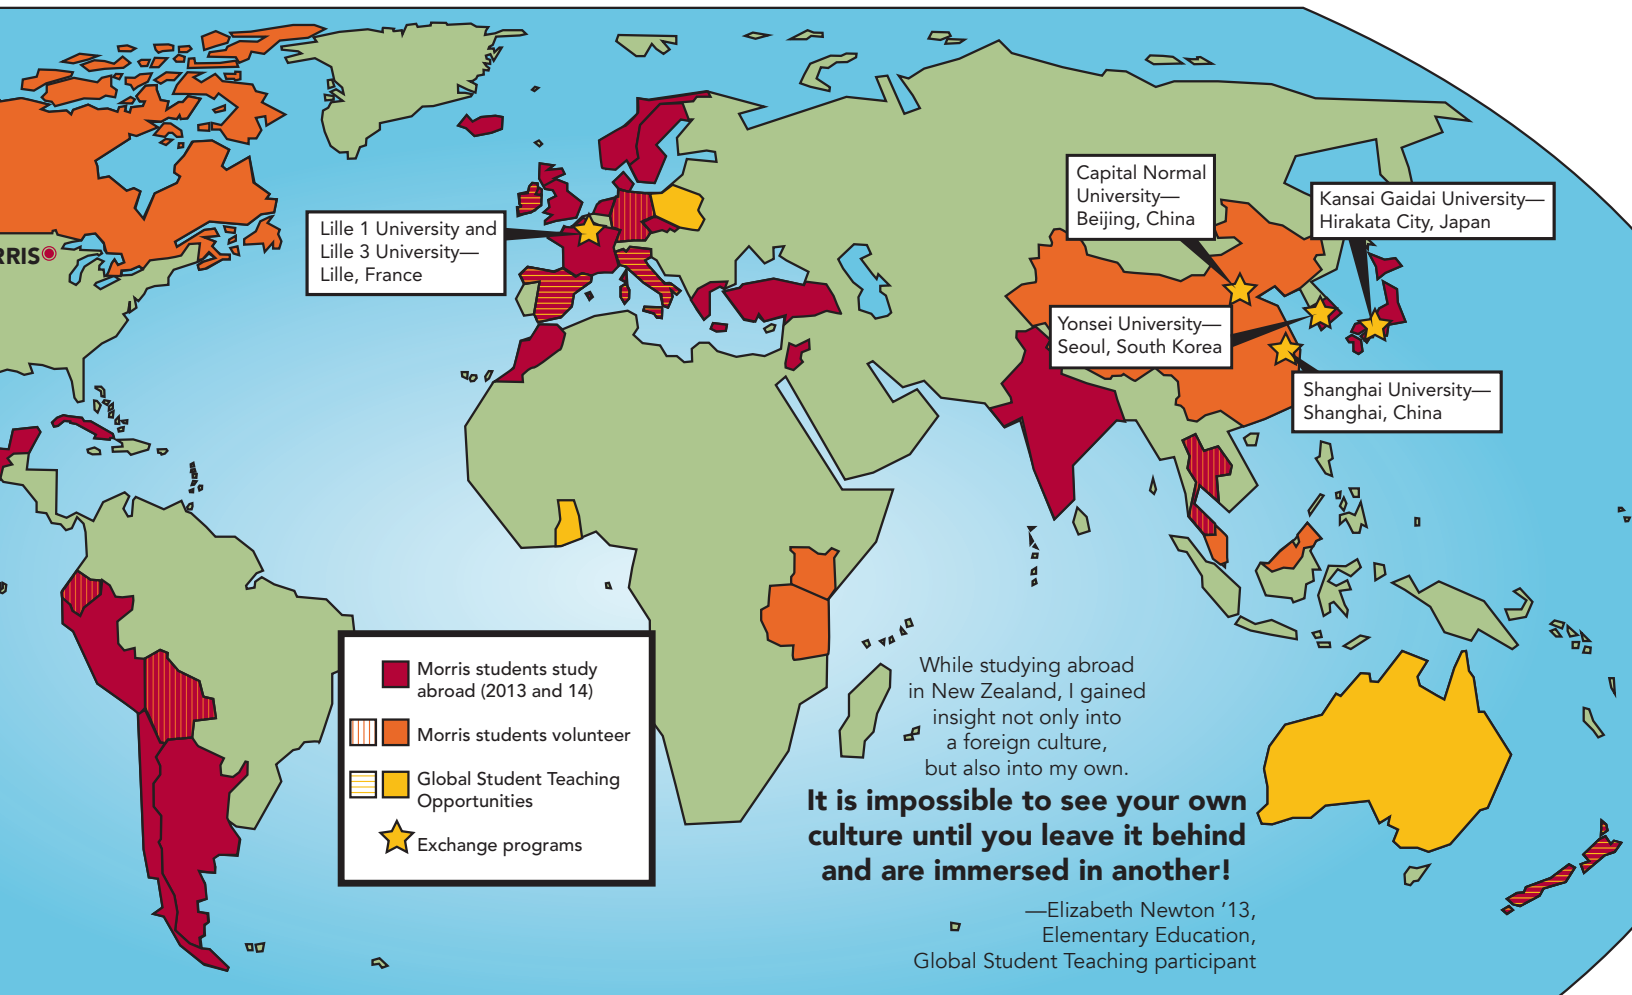 RRIS
Lille 1 University and
Lille 3 University—
Lille, France
Capital Normal
University—
Beijing, China
Kansai Gaidai University—
Hirakata City, Japan
Yonsei University—
Seoul, South Korea
Shanghai University—
Shanghai, China
Morris students study
abroad (2013 and 14)
Morris students volunteer
Global Student Teaching
Opportunities
Exchange programs
While studying abroad
in New Zealand, I gained
insight not only into
a foreign culture,
but also into my own.
It is impossible to see your own
culture until you leave it behind
and are immersed in another!
—Elizabeth Newton ’13,
Elementary Education,
Global Student Teaching participant